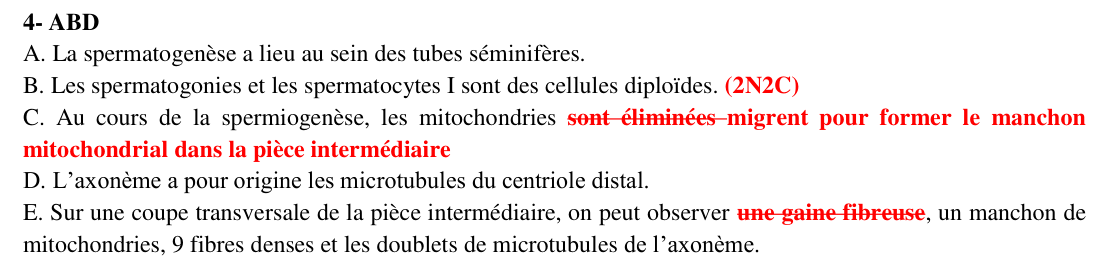 4- ABD
A. La spermatogenèse a lieu au sein des tubes séminifères.
B. Les spermatogonies et les spermatocytes I sont des cellules diploïdes. (2N2C)
C. Au cours de la spermiogenèse, les mitochondries sont éliminées migrent pour former le manchon
mitochondrial dans la pièce intermédiaire
D. L’axonème a pour origine les microtubules du centriole distal.
E. Sur une coupe transversale de la pièce intermédiaire, on peut observer une gaine fibreuse, un manchon de
mitochondries, 9 fibres denses et les doublets de microtubules de l’axonème.